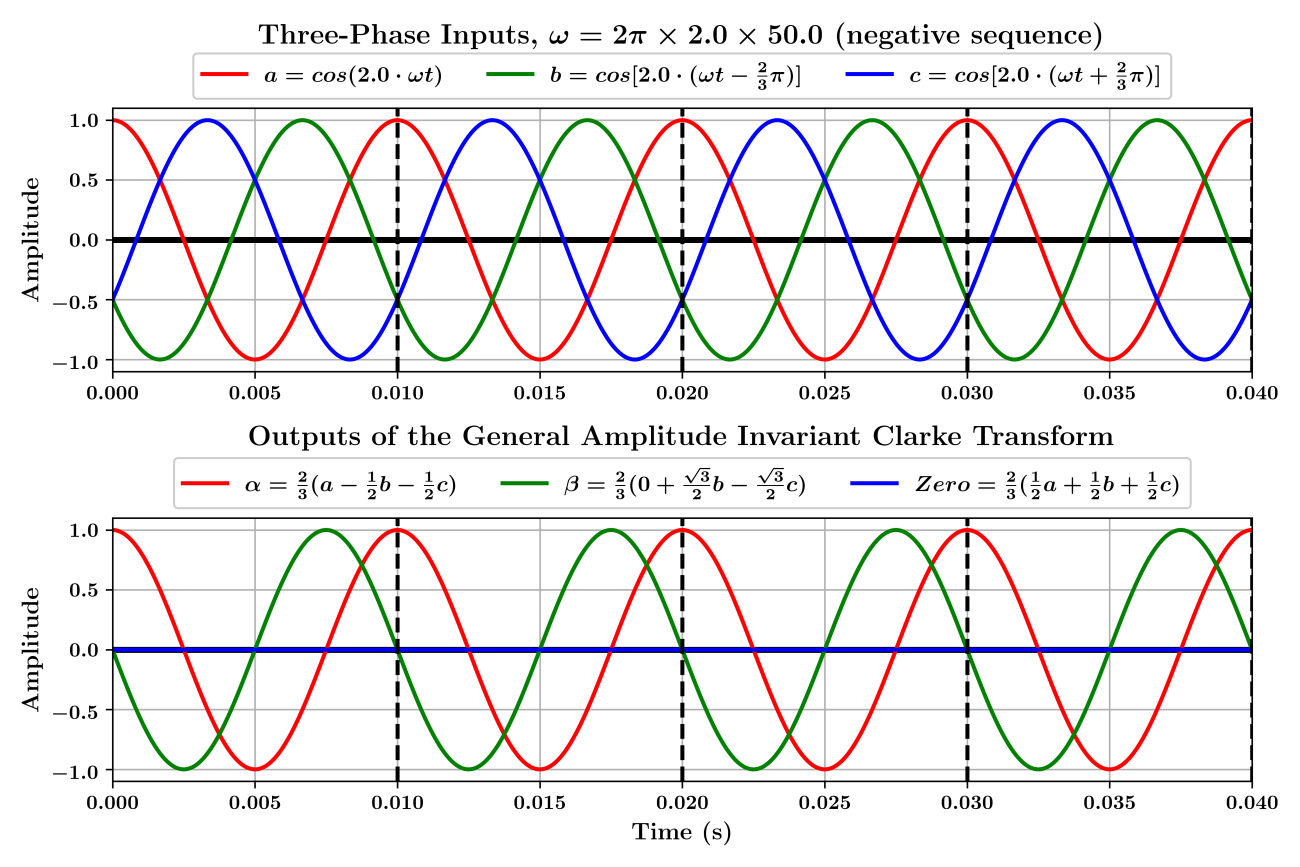 Three-Phase Inputs, ω = 2π × 2.0 × 50.0 (negative sequence)
a = cos(2.0 · ωt) b = cos[2.0 · (ωt − 2/3π)] c = cos[2.0 · (ωt + 2/3π)]
Amplitude
1.0
0.5
0.0
−0.5
−1.0
0.000 0.005 0.010 0.015 0.020 0.025 0.030 0.035 0.040
Outputs of the General Amplitude Invariant Clarke Transform
α = 2/3(a − 1/2b − 1/2c) β = 2/3(0 + √3/2b − √3/2c) Zero = 2/3(1/2a + 1/2b + 1/2c)
Amplitude
1.0
0.5
0.0
−0.5
−1.0
0.000 0.005 0.010 0.015 0.020 0.025 0.030 0.035 0.040
Time (s)